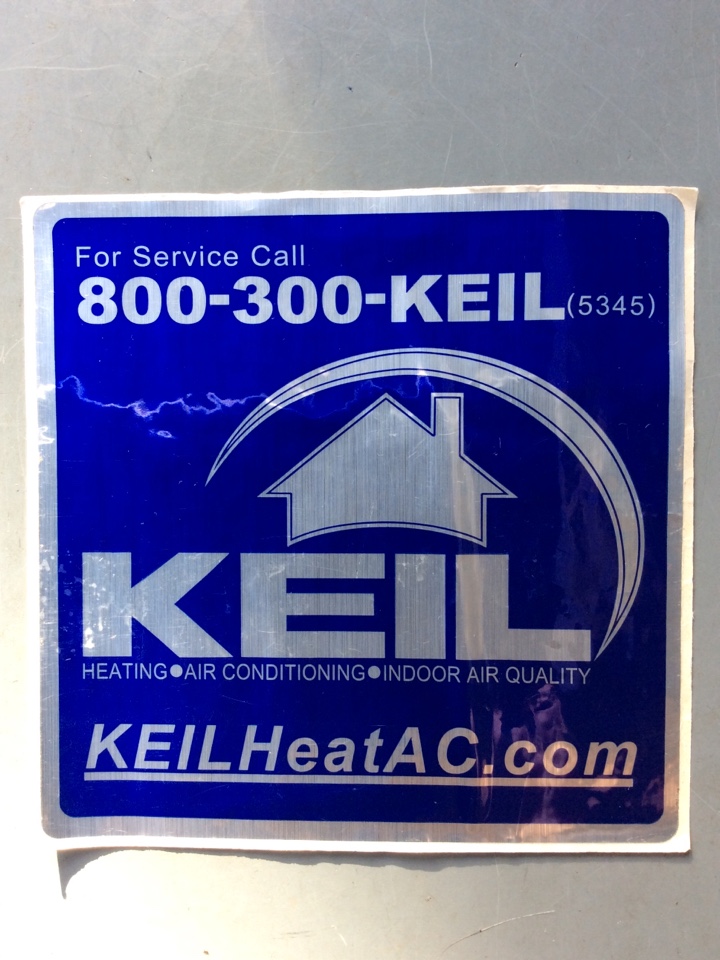 For Service Call
800-300-KEIL(5345)
KEIL
HEATING●AIR CONDITIONING●INDOOR AIR QUALITY
KEILHeatAC.com